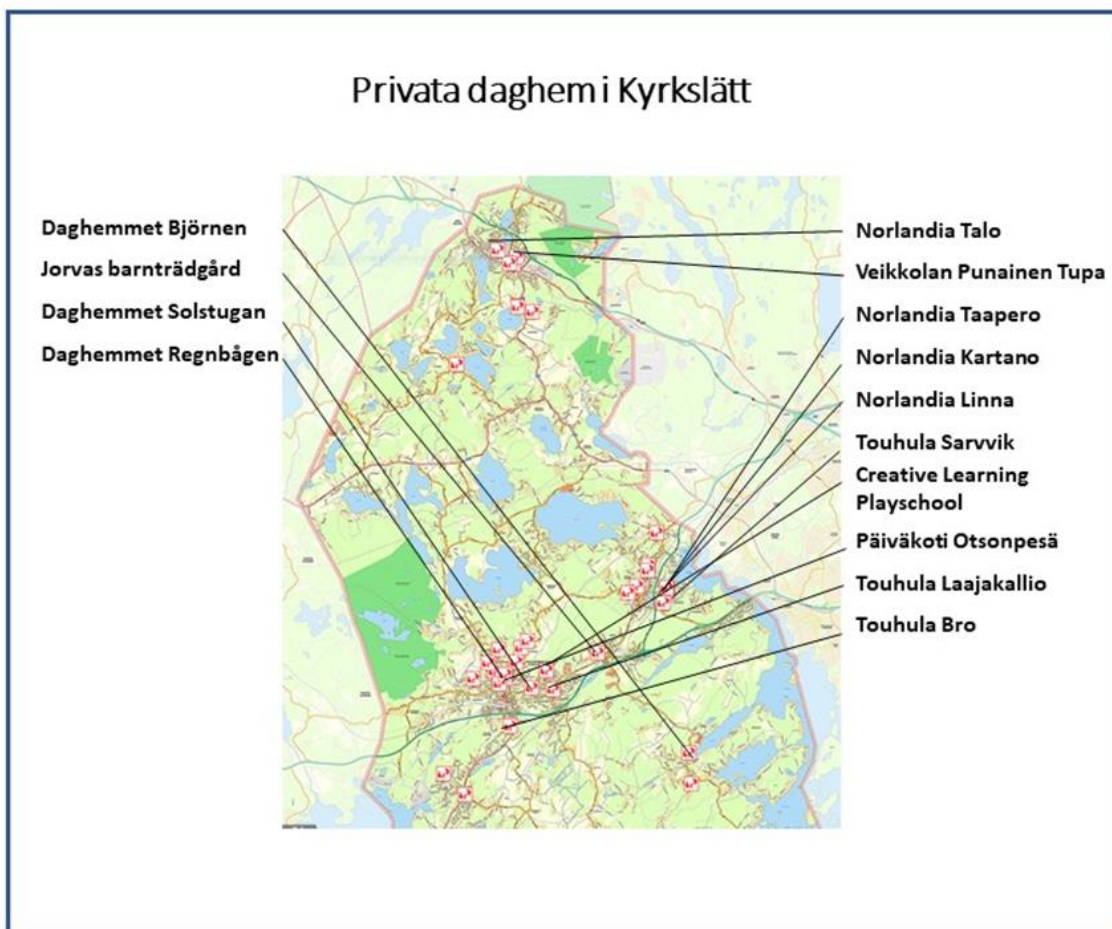 Privata daghem i Kyrkslätt
Daghemmet Björnen
Jorvas barnträdgård
Daghemmet Solstugan
Daghemmet Regnbågen
Norlandia Talo
Veikkolan Punainen Tupa
Norlandia Taapero
Norlandia Kartano
Norlandia Linna
Touhula Sarvvik
Creative Learning
Playschool
Päiväkoti Otsonpesä
Touhula Laajakallio
Touhula Bro